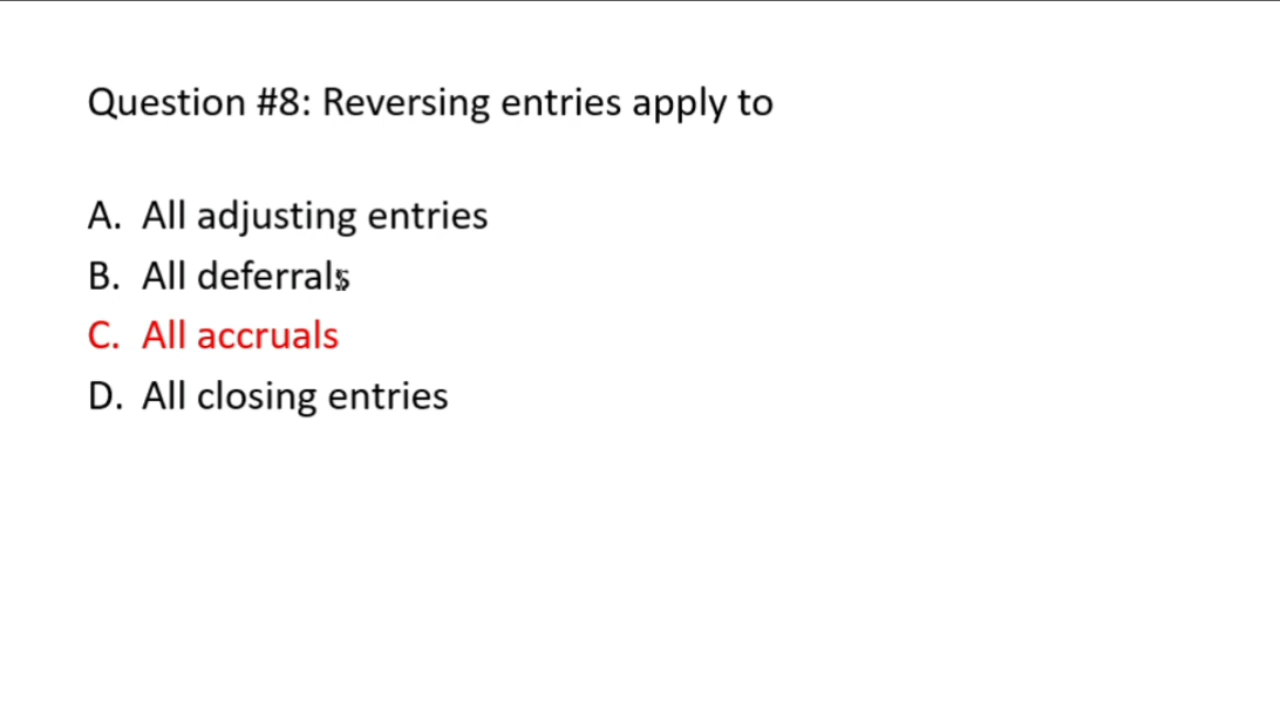 Question #8: Reversing entries apply to
A. All adjusting entries
B. All deferrals
C. All accruals
D. All closing entries